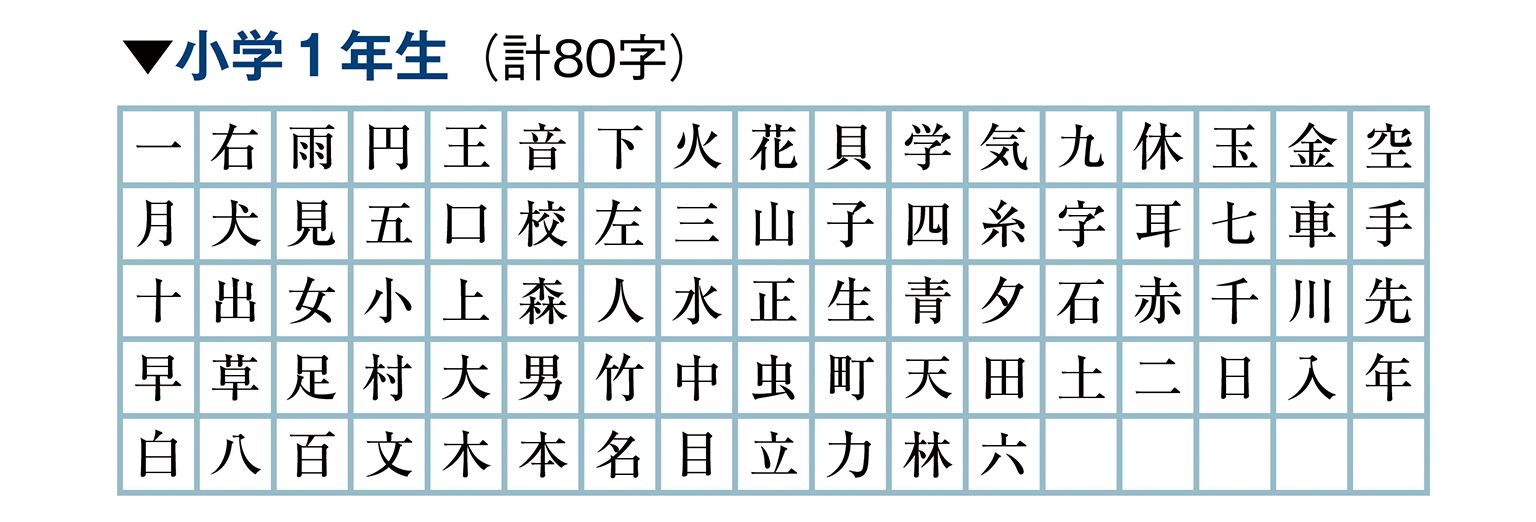 ▼小学1年生（計80字）
一 右 雨 円 王 音 下 火 花 貝 学 気 九 休 玉 金 空
月 犬 見 五 口 校 左 三 山 子 四 糸 字 耳 七 車 手
十 出 女 小 上 森 人 水 正 生 青 夕 石 赤 千 川 先
早 草 足 村 大 男 竹 中 虫 町 天 田 土 二 日 入 年
白 八 百 文 木 本 名 目 立 力 林 六